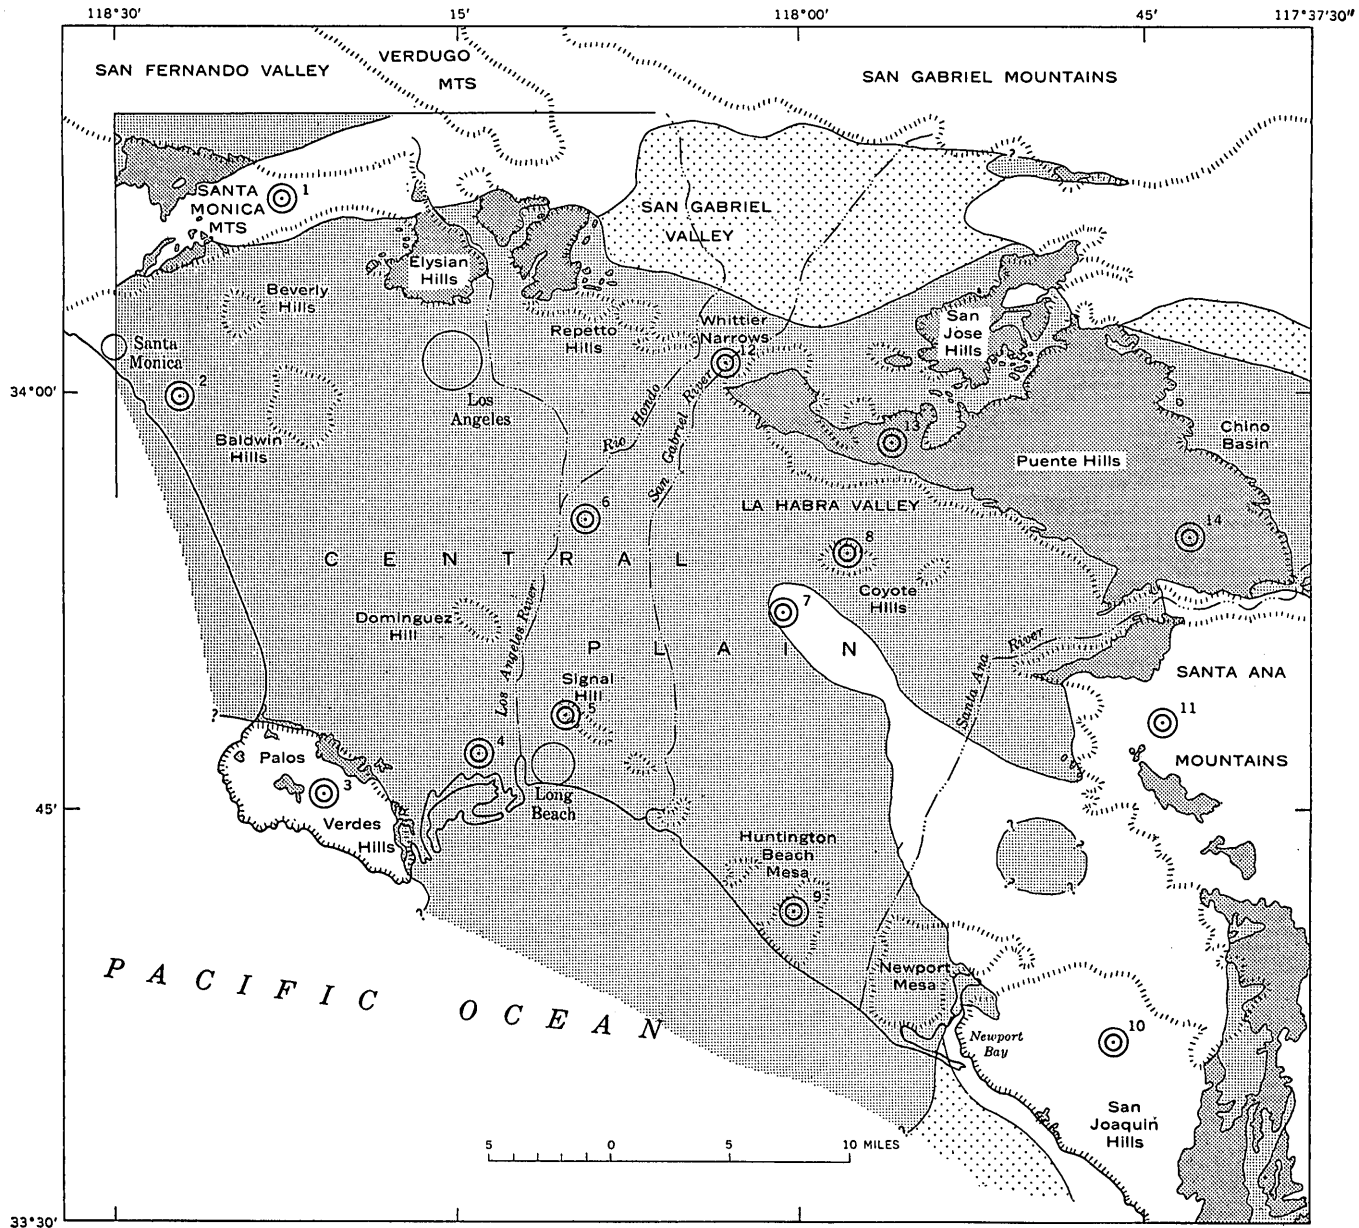 118°30'
15'
118°00'
45'
117°37'30"
SAN FERNANDO VALLEY
VERDUGO
MTS
SAN GABRIEL MOUNTAINS
?
SANTA
MONICA
MTS
1
SAN GABRIEL
VALLEY
Elysian
Hills
Beverly
Hills
Repetto
Hills
Whittier
Narrows
12
San
Jose
Hills
Santa
Monica
2
34°00'
Los
Angeles
Rio Hondo
San Gabriel River
13
Chino
Basin
Baldwin
Hills
Puente Hills
LA HABRA VALLEY
6
14
8
CENTRAL
Coyote
Hills
7
Dominguez
Hill
Los Angeles River
PLAIN
Santa Ana River
SANTA ANA
Signal
Hill
5
11
?
4
MOUNTAINS
Palos
3
Verdes
Hills
Long
Beach
45'
Huntington
Beach
Mesa
?
?
?
?
9
?
PACIFIC OCEAN
Newport
Mesa
Newport
Bay
10
San
Joaquin
Hills
?
5 0 5 10 MILES
33°30'